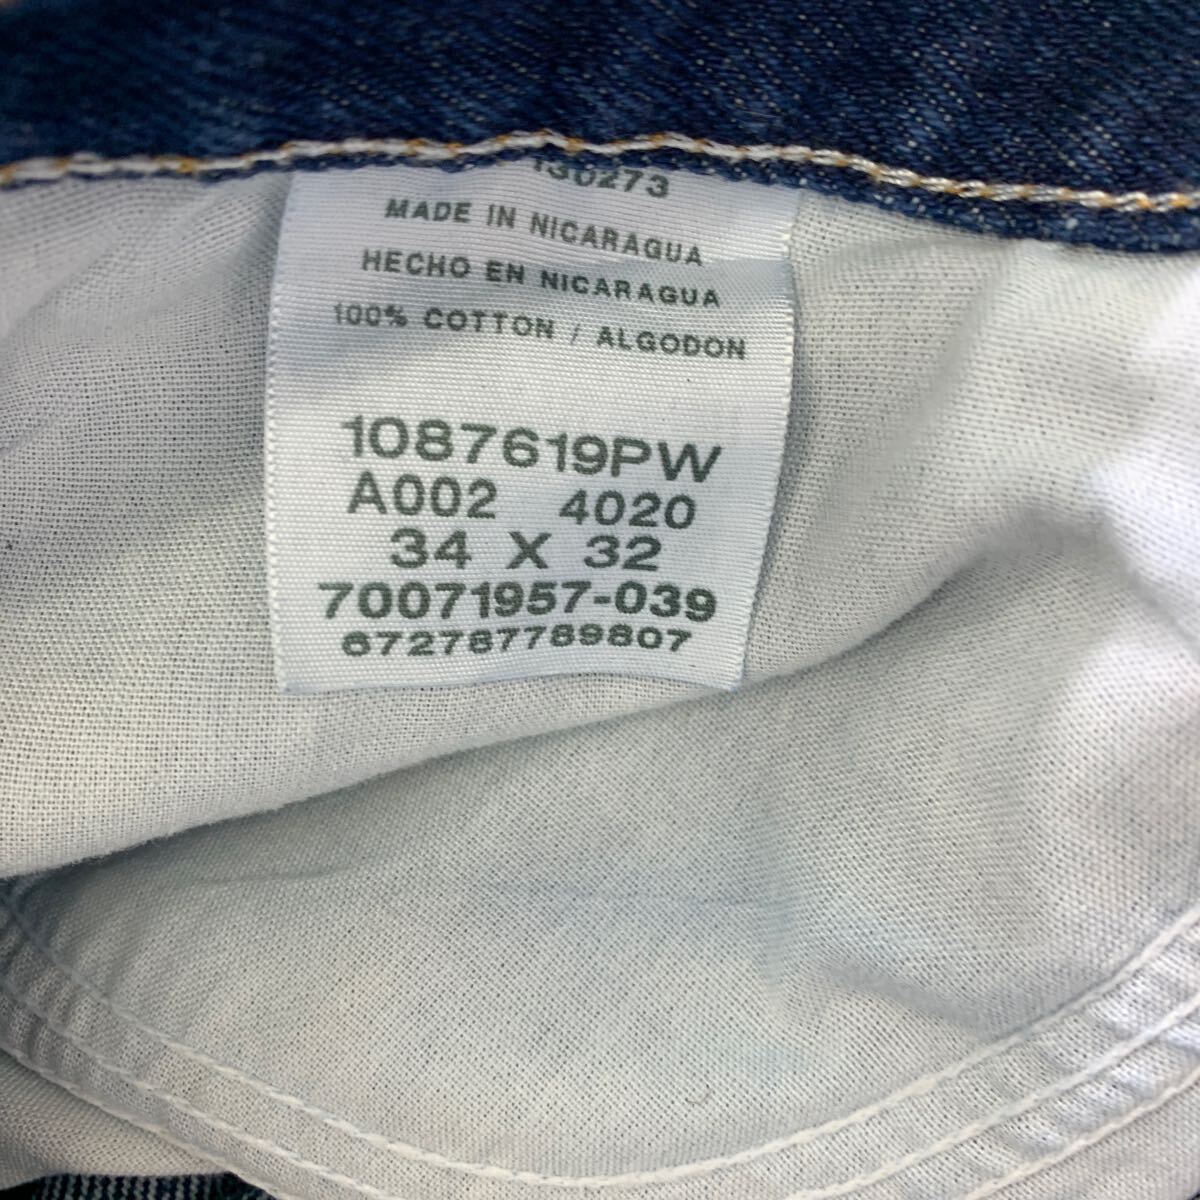 130273
MADE IN NICARAGUA
HECHO EN NICARAGUA
100% COTTON / ALGODON
1087619PW
A002 4020
34 X 32
70071957-039
672787789807